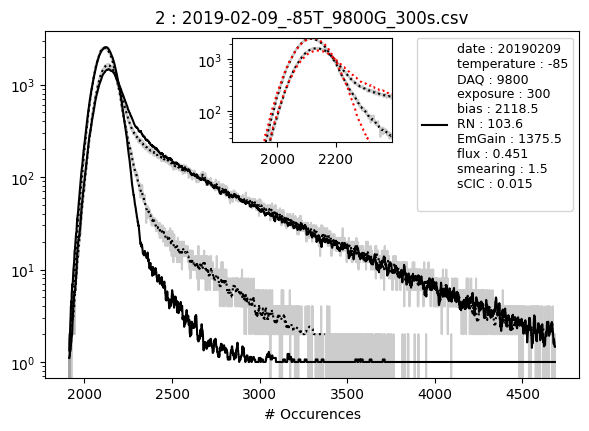 2 : 2019-02-09_-85T_9800G_300s.csv
date : 20190209
temperature : -85
DAQ : 9800
exposure : 300
bias : 2118.5
RN : 103.6
EmGain : 1375.5
flux : 0.451
smearing : 1.5
sCIC : 0.015
10³
10²
10¹
10⁰
10³
10²
2000 2200
2000 2500 3000 3500 4000 4500
# Occurences